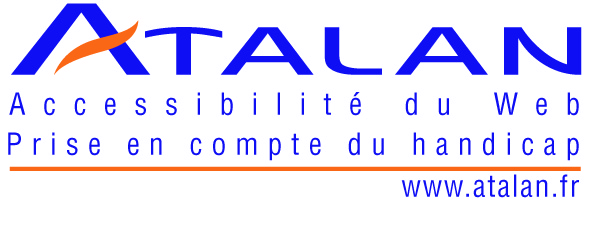 ATALAN
Accessibilité du Web
Prise en compte du handicap
www.atalan.fr